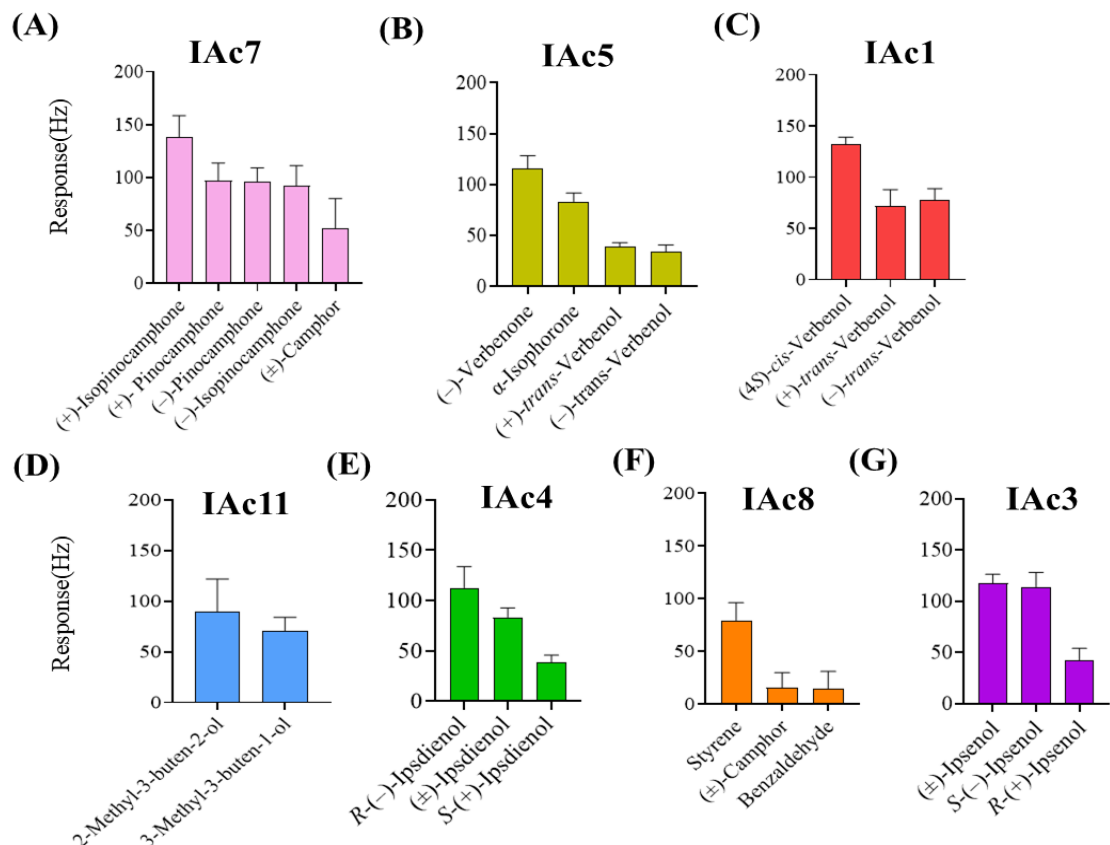 (A)
IAc7
Response(Hz)
200
150
100
50
0
(+)-Isopinocamphone
(+)- Pinocamphone
(−)-Pinocamphone
(−)-Isopinocamphone
(±)-Camphor
(B)
IAc5
200
150
100
50
0
(−)-Verbenone
α-Isophorone
(+)-trans-Verbenol
(−)-trans-Verbenol
(C)
IAc1
200
150
100
50
0
(4S)-cis-Verbenol
(+)-trans-Verbenol
(−)-trans-Verbenol
(D)
IAc11
Response(Hz)
200
150
100
50
0
2-Methyl-3-buten-2-ol
3-Methyl-3-buten-1-ol
(E)
IAc4
200
150
100
50
0
R-(−)-Ipsdienol
(±)-Ipsdienol
S-(+)-Ipsdienol
(F)
IAc8
200
150
100
50
0
Styrene
(±)-Camphor
Benzaldehyde
(G)
IAc3
200
150
100
50
0
(±)-Ipsenol
S-(−)-Ipsenol
R-(+)-Ipsenol